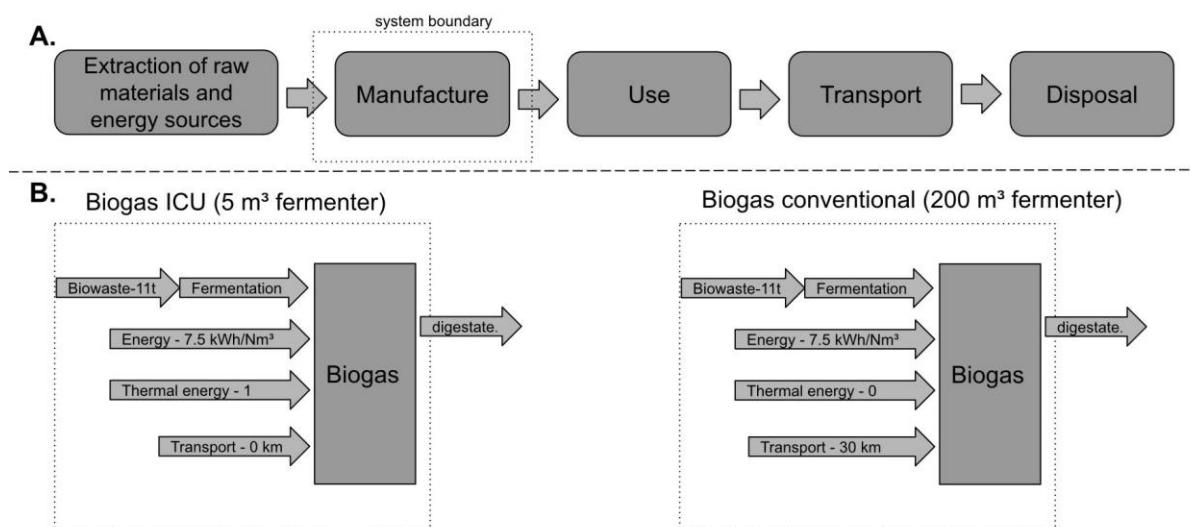 system boundary
A.
Extraction of raw
materials and
energy sources
Manufacture
Use
Transport
Disposal
B.
Biogas ICU (5 m³ fermenter)
Biowaste-11t
Fermentation
Energy - 7.5 kWh/Nm³
Thermal energy - 1
Transport - 0 km
Biogas
digestate.
Biogas conventional (200 m³ fermenter)
Biowaste-11t
Fermentation
Energy - 7.5 kWh/Nm³
Thermal energy - 0
Transport - 30 km
Biogas
digestate.